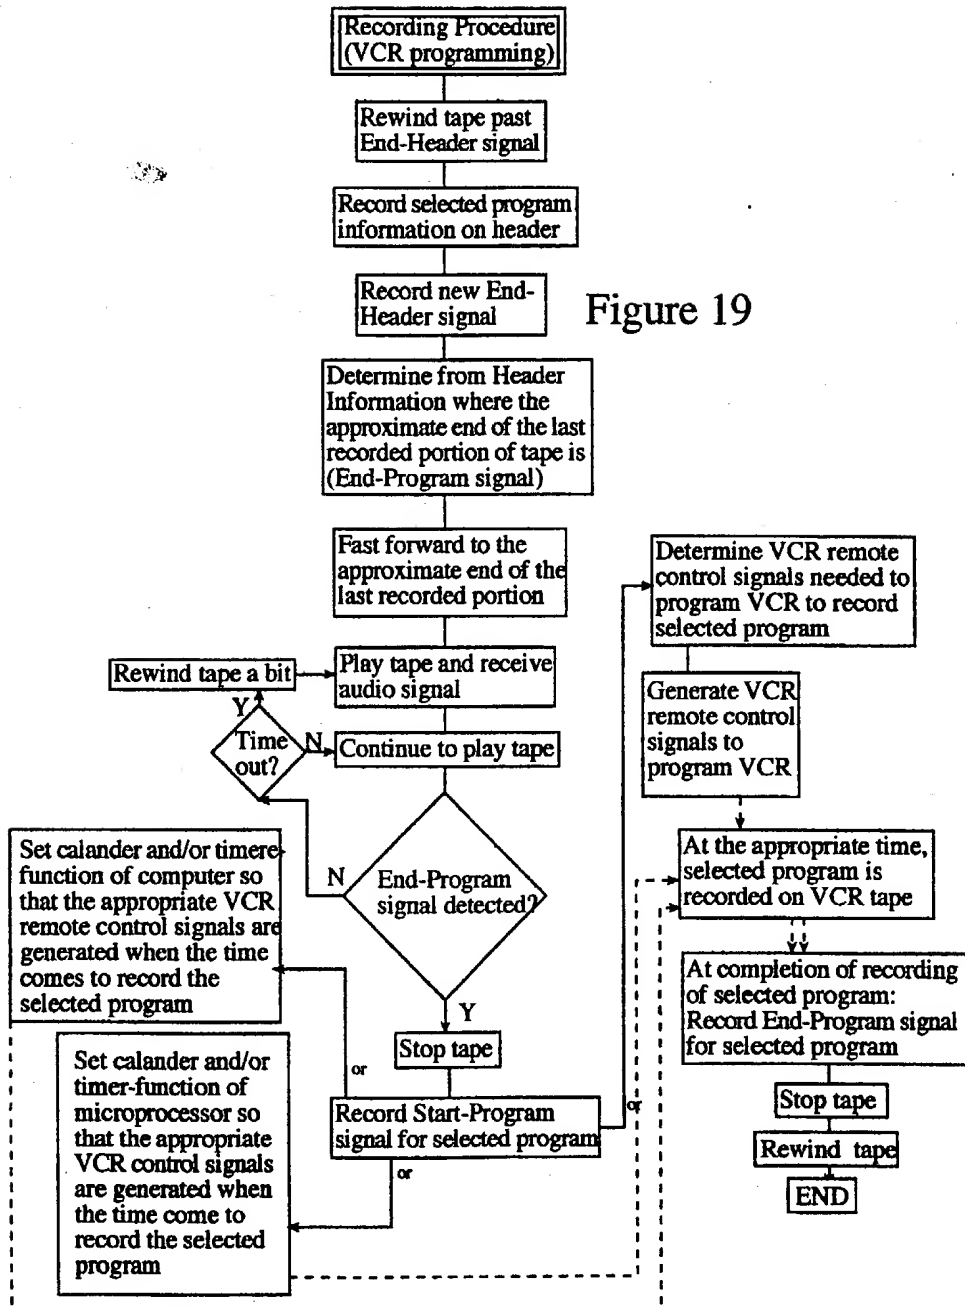 Recording Procedure
(VCR programming)
Rewind tape past
End-Header signal
Record selected program
information on header
Record new End-
Header signal
Figure 19
Determine from Header
Information where the
approximate end of the last
recorded portion of tape is
(End-Program signal)
Fast forward to the
approximate end of the
last recorded portion
Rewind tape a bit
Play tape and receive
audio signal
Y
Time
out?
N
Continue to play tape
N
End-Program
signal detected?
Y
Stop tape
Record Start-Program
signal for selected program
or
Set calander and/or timere-
function of computer so
that the appropriate VCR
remote control signals are
generated when the time
comes to record the
selected program
or
Set calander and/or
timer-function of
microprocessor so
that the appropriate
VCR control signals
are generated when
the time come to
record the selected
program
or
Determine VCR remote
control signals needed to
program VCR to record
selected program
Generate VCR
remote control
signals to
program VCR
At the appropriate time,
selected program is
recorded on VCR tape
At completion of recording
of selected program:
Record End-Program signal
for selected program
Stop tape
Rewind tape
END